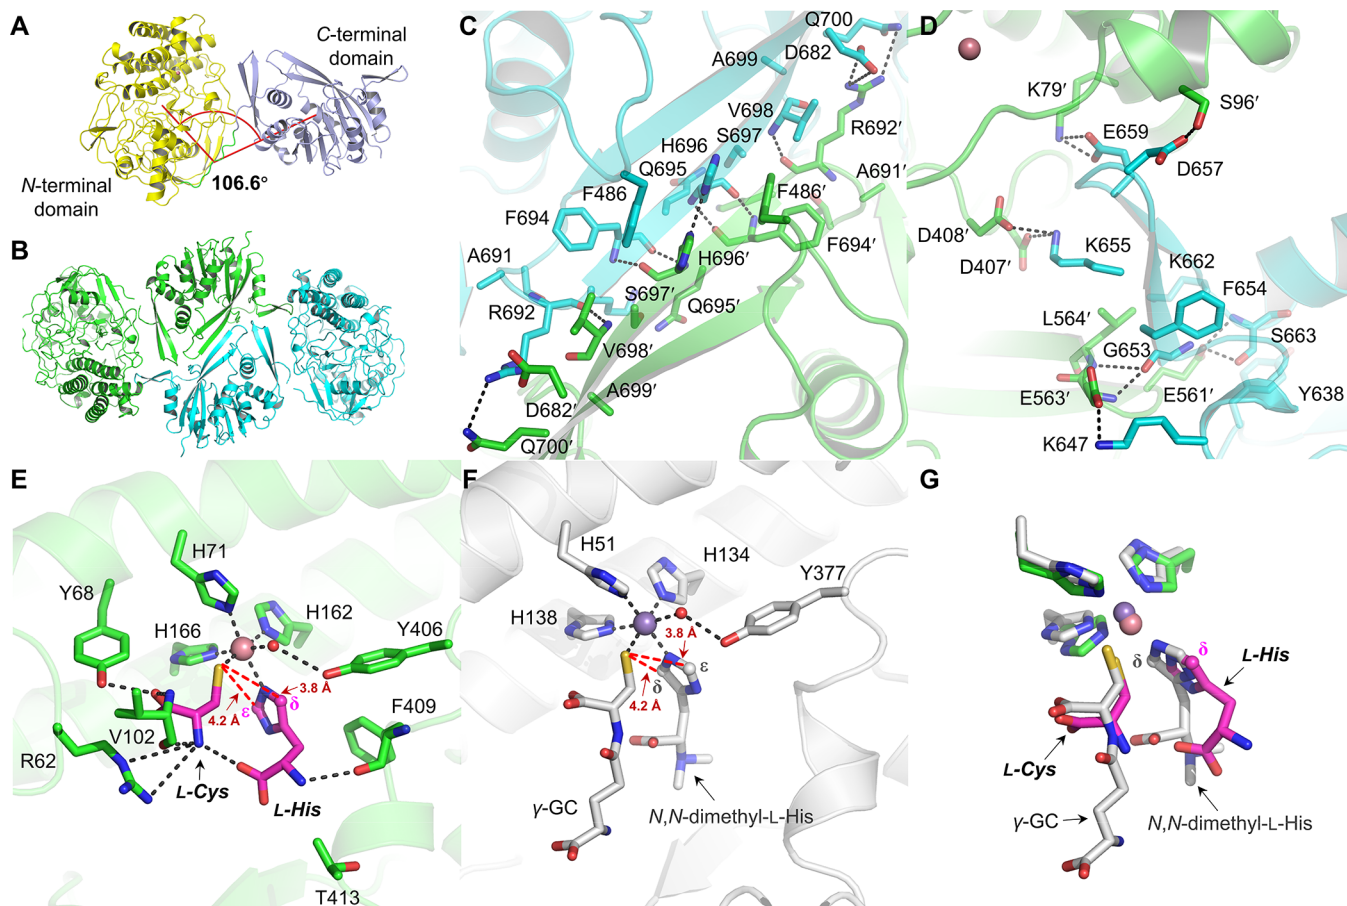 A
C-terminal
domain
N-terminal
domain
106.6°
B
C
Q700
D682
A699
V698
S697
R692′
H696
Q695
A691′
F486
F486′
F694
F694′
A691
H696′
S697′
Q695′
R692
V698′
A699′
D682′
Q700′
D
K79′
S96′
E659
D657
D408′
K655
D407′
K662
F654
L564′
S663
G653
E563′
E561′
Y638
K647
E
H71
Y68
H162
H166
Y406
3.8 Å
ε
δ
4.2 Å
V102
F409
R62
L-Cys
L-His
T413
F
H51
H134
Y377
H138
3.8 Å
ε
δ
4.2 Å
γ-GC
N,N-dimethyl-L-His
G
δ
δ
L-His
L-Cys
γ-GC
N,N-dimethyl-L-His